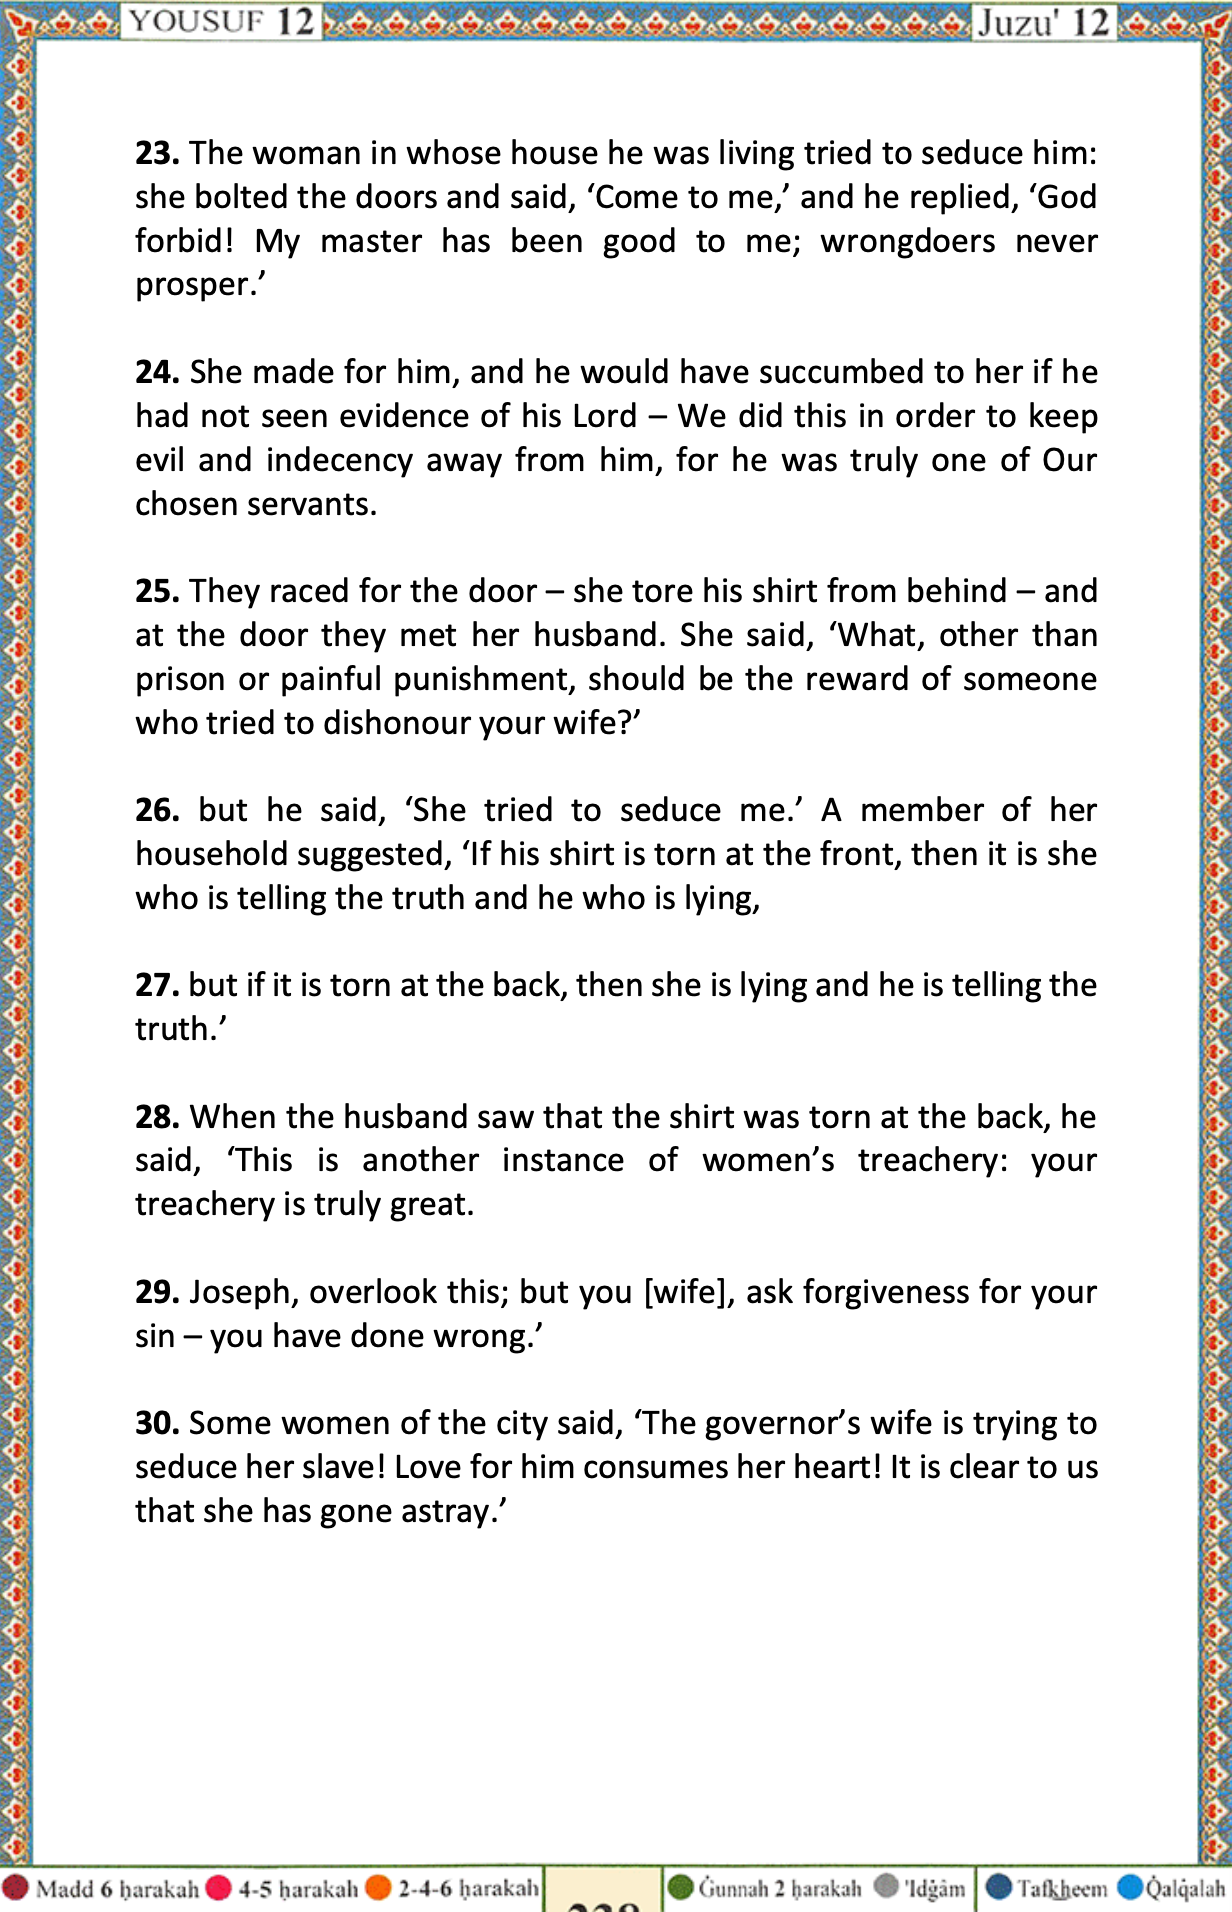 YOUSUF 12
Juzu' 12
23. The woman in whose house he was living tried to seduce him:
she bolted the doors and said, ‘Come to me,’ and he replied, ‘God
forbid! My master has been good to me; wrongdoers never
prosper.’
24. She made for him, and he would have succumbed to her if he
had not seen evidence of his Lord – We did this in order to keep
evil and indecency away from him, for he was truly one of Our
chosen servants.
25. They raced for the door – she tore his shirt from behind – and
at the door they met her husband. She said, ‘What, other than
prison or painful punishment, should be the reward of someone
who tried to dishonour your wife?’
26. but he said, ‘She tried to seduce me.’ A member of her
household suggested, ‘If his shirt is torn at the front, then it is she
who is telling the truth and he who is lying,
27. but if it is torn at the back, then she is lying and he is telling the
truth.’
28. When the husband saw that the shirt was torn at the back, he
said, ‘This is another instance of women’s treachery: your
treachery is truly great.
29. Joseph, overlook this; but you [wife], ask forgiveness for your
sin – you have done wrong.’
30. Some women of the city said, ‘The governor’s wife is trying to
seduce her slave! Love for him consumes her heart! It is clear to us
that she has gone astray.’
Madd 6 ḥarakah 4-5 ḥarakah 2-4-6 ḥarakah
Ġunnah 2 ḥarakah 'Idġâm Tafkheem Q̇alq̇alah